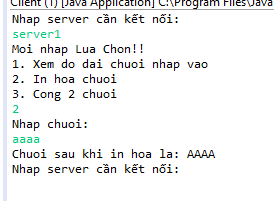 Client (1) [Java Application] C:\Program Files\Java
Nhap server cần kết nối:
server1
Moi nhap Lua Chon!!
1. Xem do dai chuoi nhap vao
2. In hoa chuoi
3. Cong 2 chuoi
2
Nhap chuoi:
aaaa
Chuoi sau khi in hoa la: AAAA
Nhap server cần kết nối: